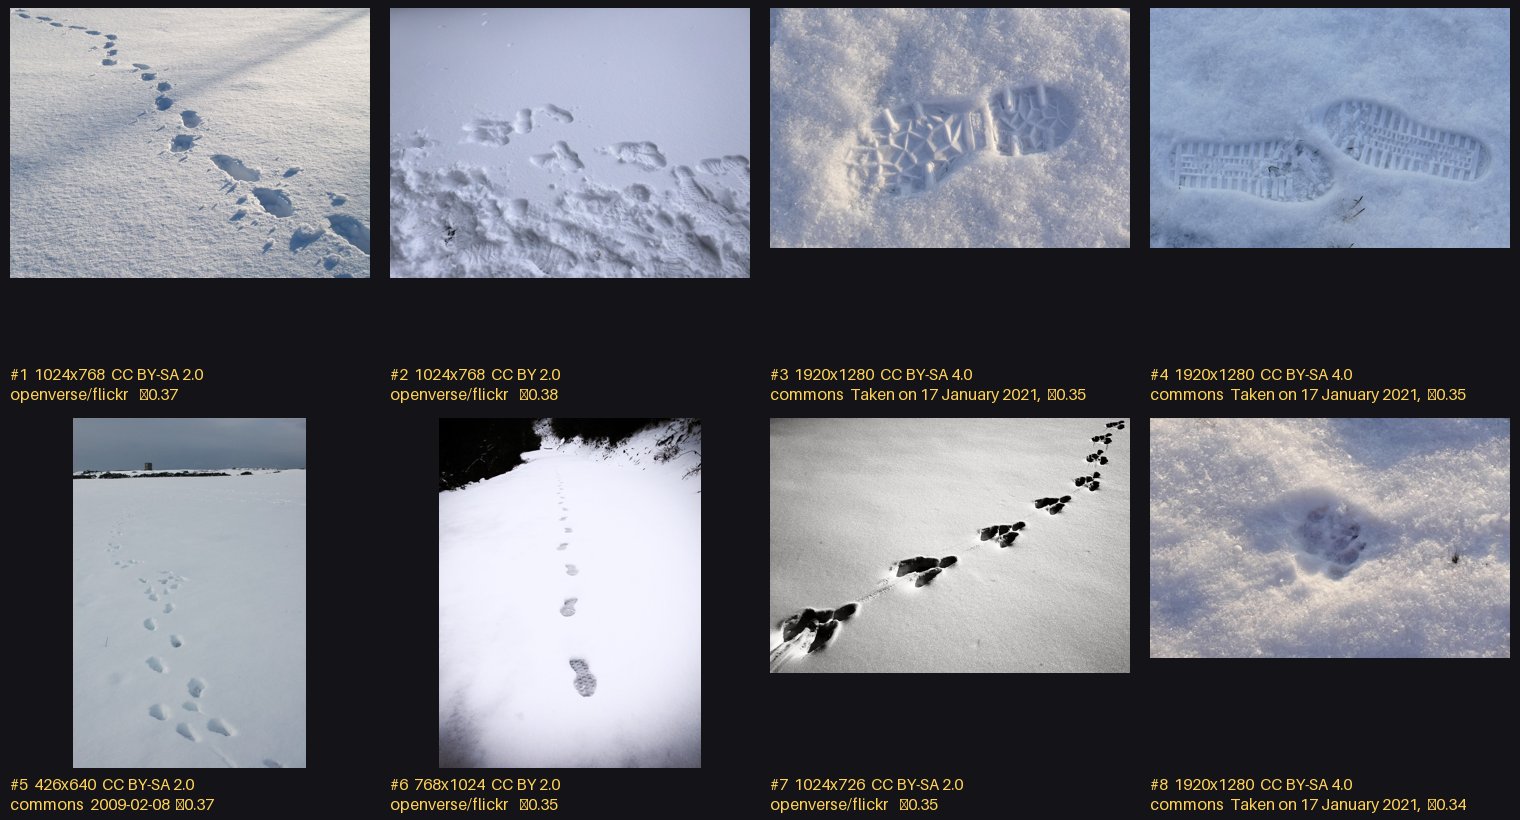 #1 1024x768 CC BY-SA 2.0
openverse/flickr 0.37
#2 1024x768 CC BY 2.0
openverse/flickr 0.38
#3 1920x1280 CC BY-SA 4.0
commons Taken on 17 January 2021, 0.35
#4 1920x1280 CC BY-SA 4.0
commons Taken on 17 January 2021, 0.35
#5 426x640 CC BY-SA 2.0
commons 2009-02-08 0.37
#6 768x1024 CC BY 2.0
openverse/flickr 0.35
#7 1024x726 CC BY-SA 2.0
openverse/flickr 0.35
#8 1920x1280 CC BY-SA 4.0
commons Taken on 17 January 2021, 0.34